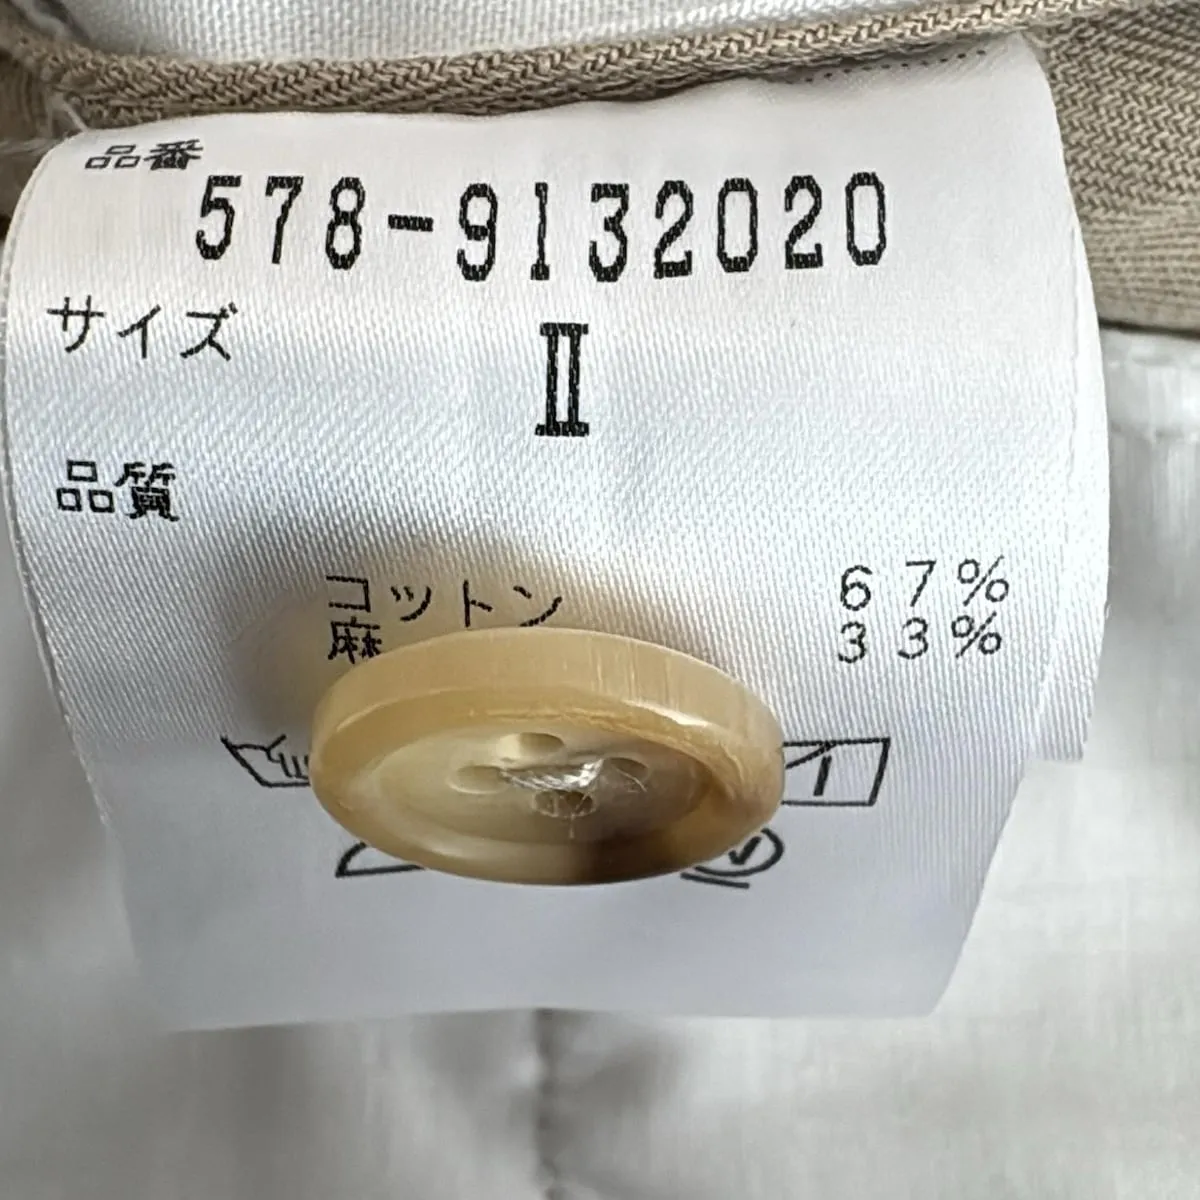 品番
578-9132020
サイズ II
品質
コットン 67%
麻 33%